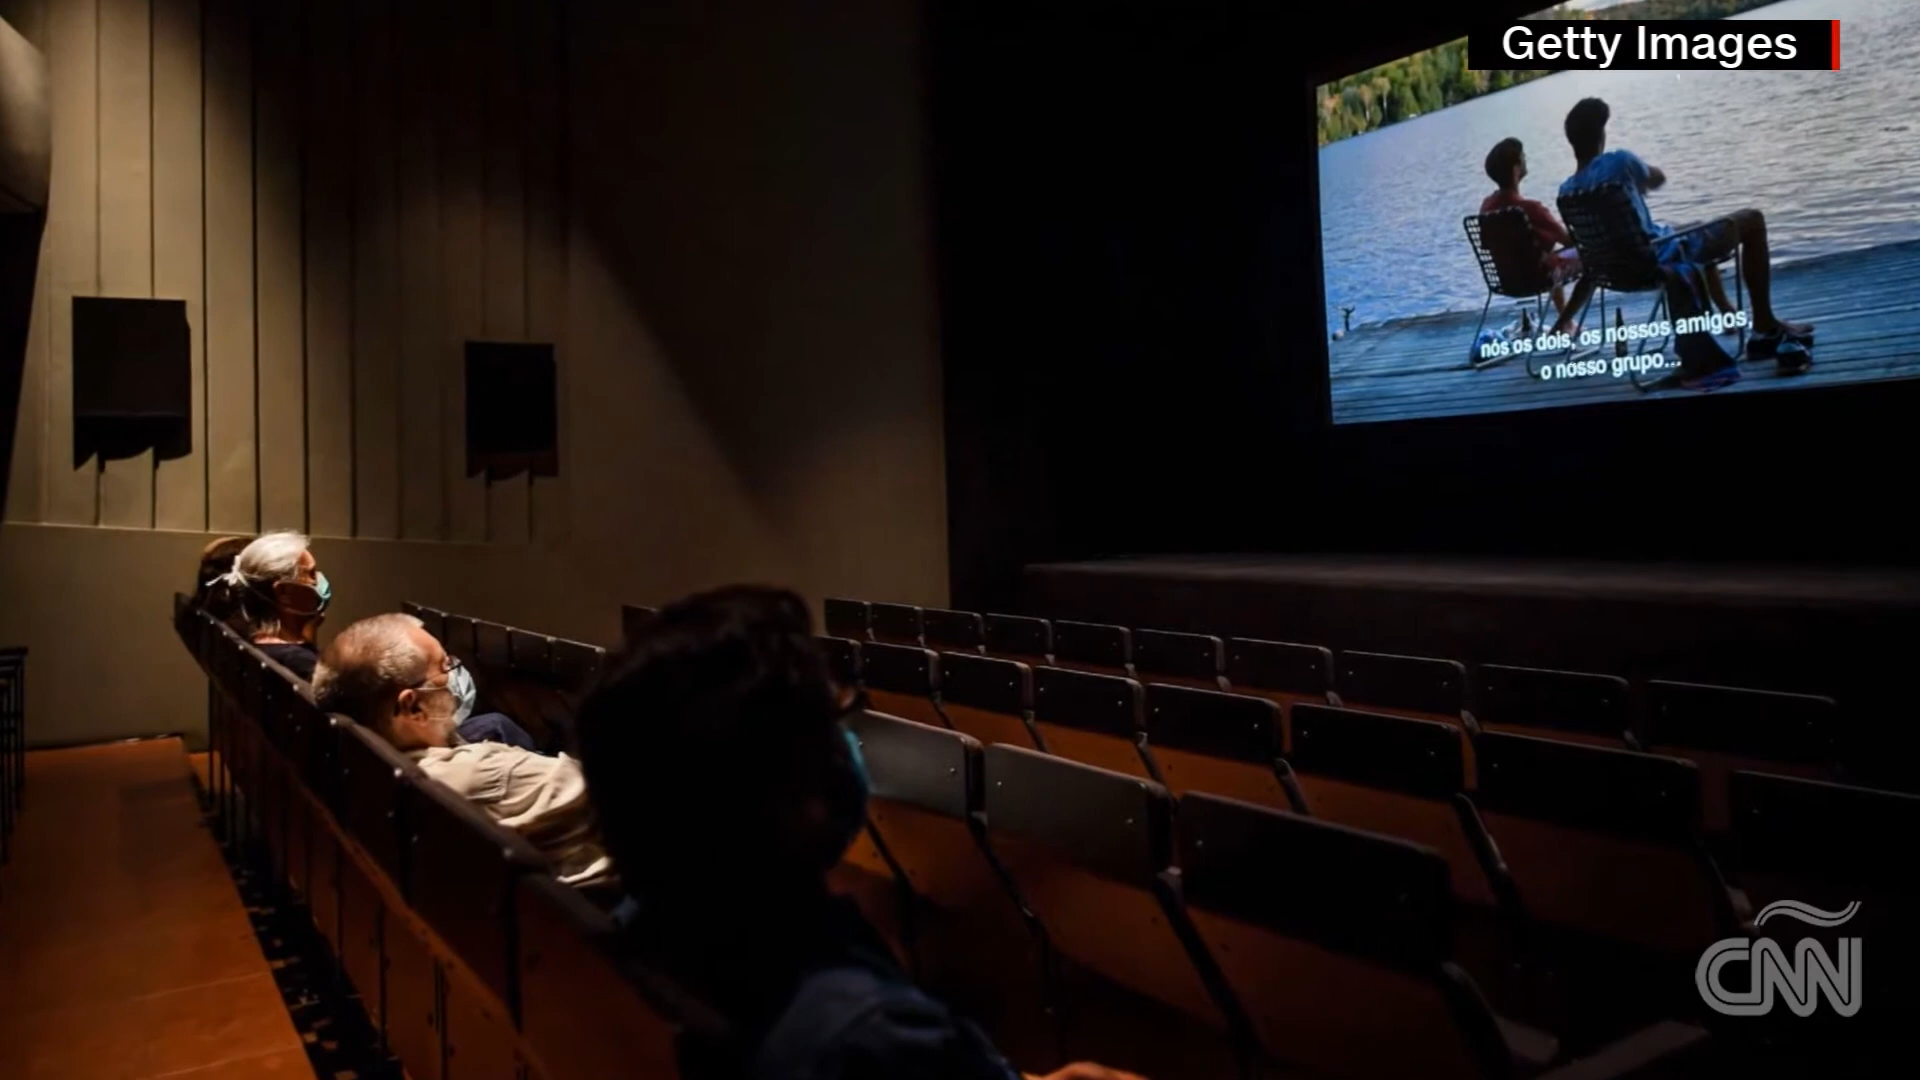 Getty Images
nós os dois, os nossos amigos,
o nosso grupo...
CNN